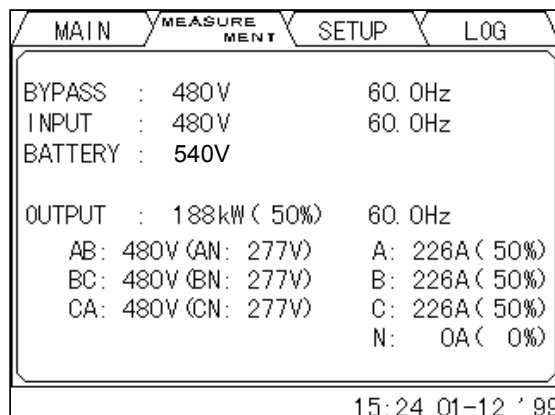 MAIN MEASUREMENT SETUP LOG
BYPASS : 480V 60.0Hz
INPUT : 480V 60.0Hz
BATTERY : 540V
OUTPUT : 188kW ( 50%) 60.0Hz
AB: 480V (AN: 277V) A: 226A ( 50%)
BC: 480V (BN: 277V) B: 226A ( 50%)
CA: 480V (CN: 277V) C: 226A ( 50%)
N: 0A ( 0%)
15:24 01-12 '99